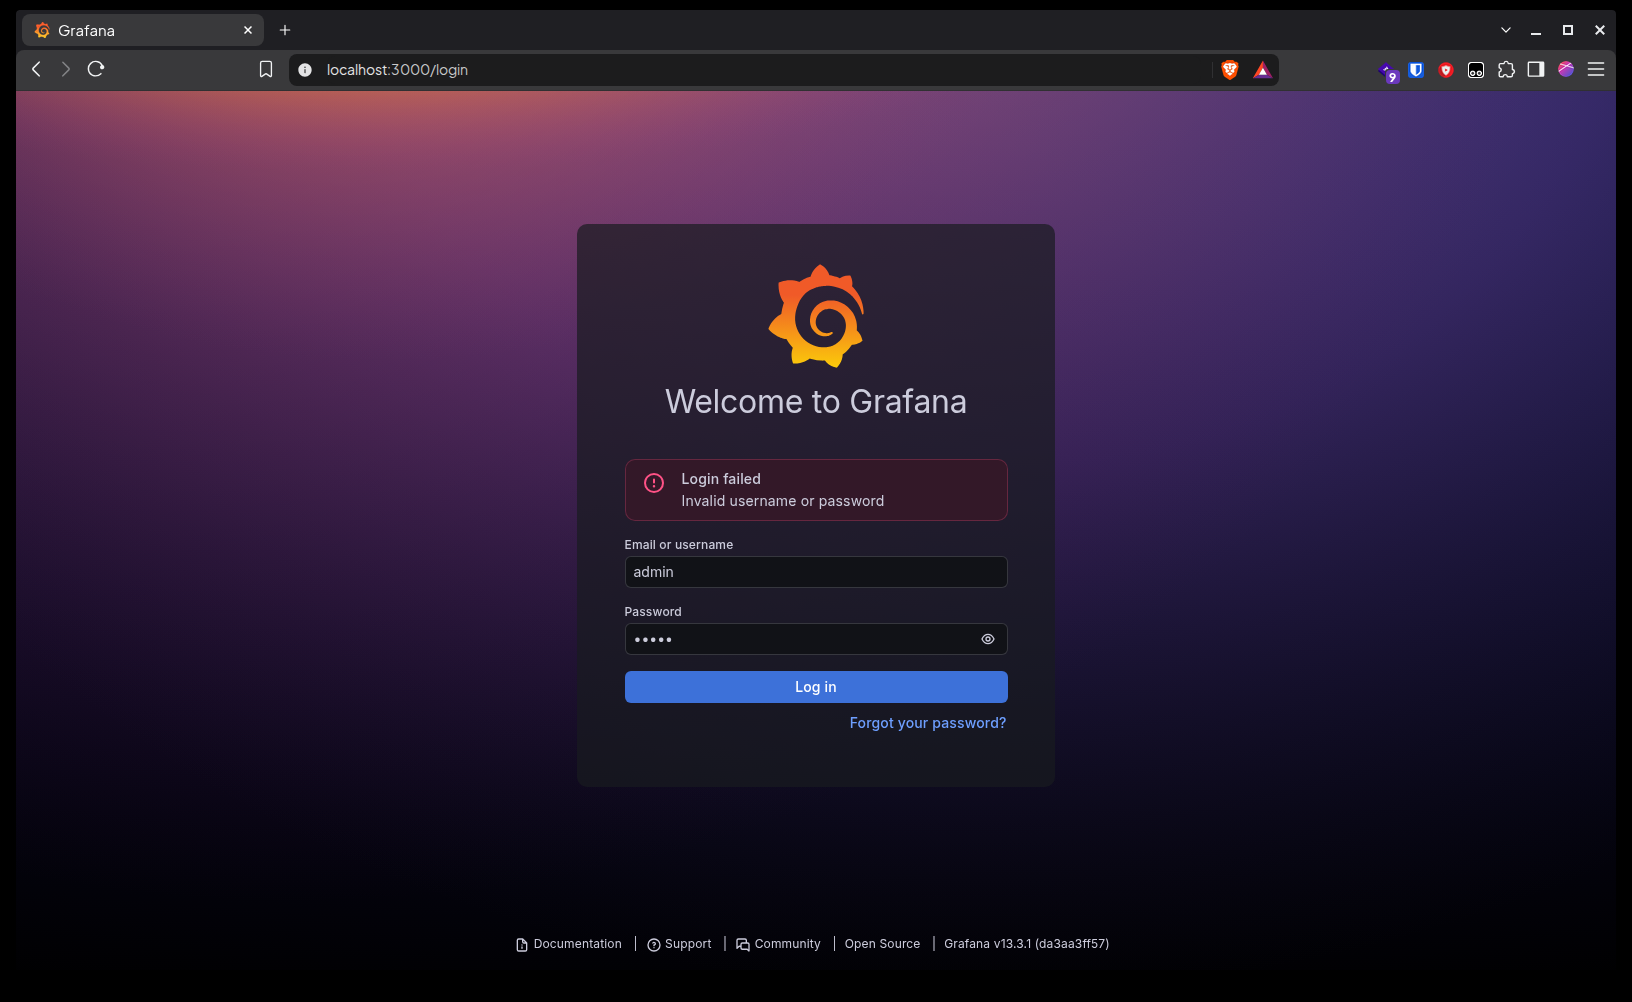 Grafana
localhost:3000/login
9
Welcome to Grafana
Login failed
Invalid username or password
Email or username
admin
Password
•••••
Log in
Forgot your password?
Documentation | Support | Community | Open Source | Grafana v13.3.1 (da3aa3ff57)